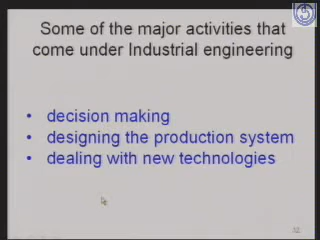 Some of the major activities that
come under Industrial engineering
• decision making
• designing the production system
• dealing with new technologies